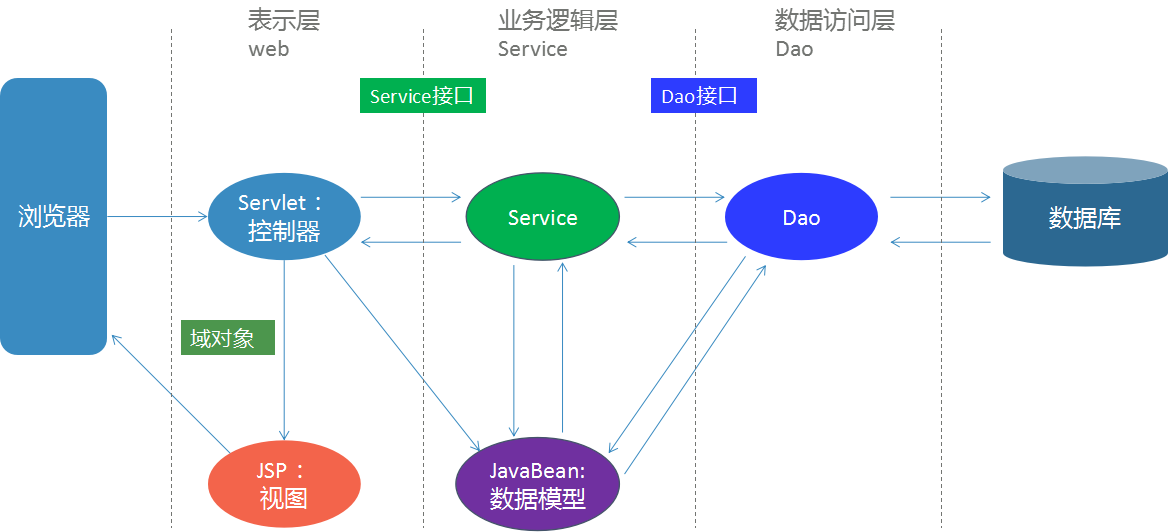 表示层
web
业务逻辑层
Service
数据访问层
Dao
Service接口
Dao接口
浏览器
Servlet：
控制器
Service
Dao
数据库
域对象
JSP：
视图
JavaBean:
数据模型